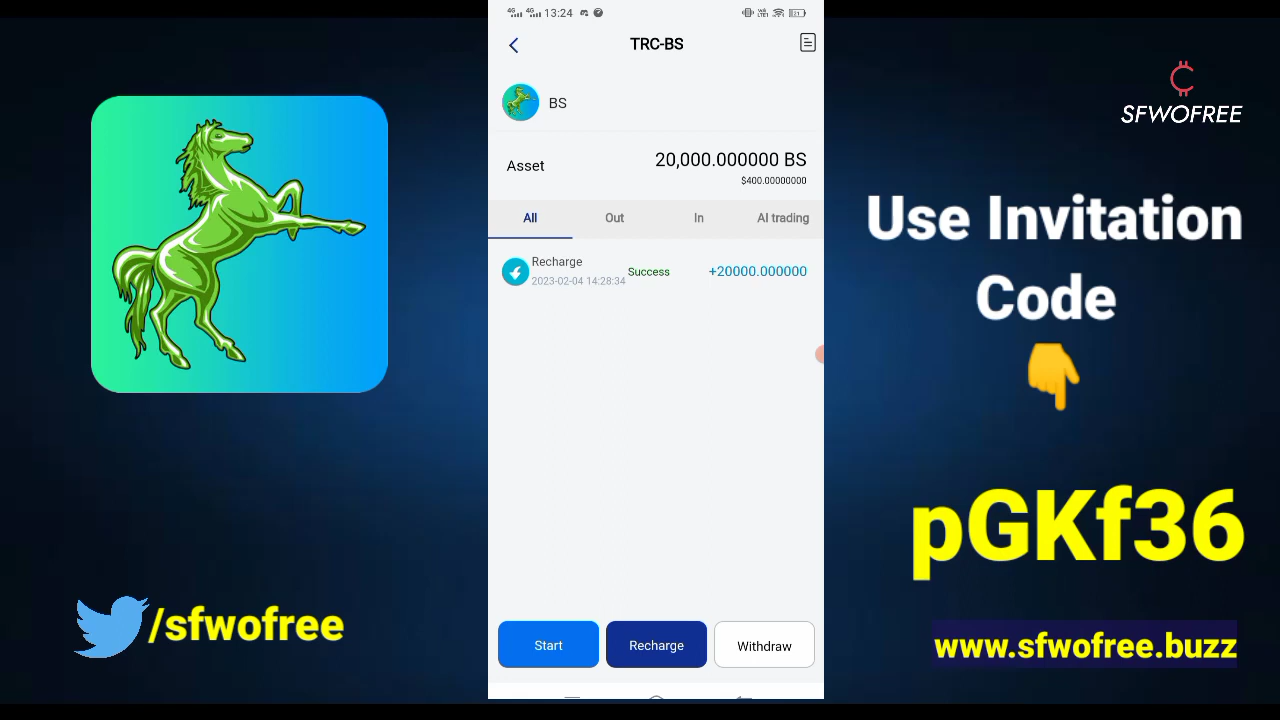 4G 4G 13:24
TRC-BS
BS
Asset
20,000.000000 BS
$400.00000000
All Out In AI trading
Recharge
2023-02-04 14:28:34
Success
+20000.000000
Start Recharge Withdraw
/sfwofree
SFWOFREE
Use Invitation
Code
pGKf36
www.sfwofree.buzz